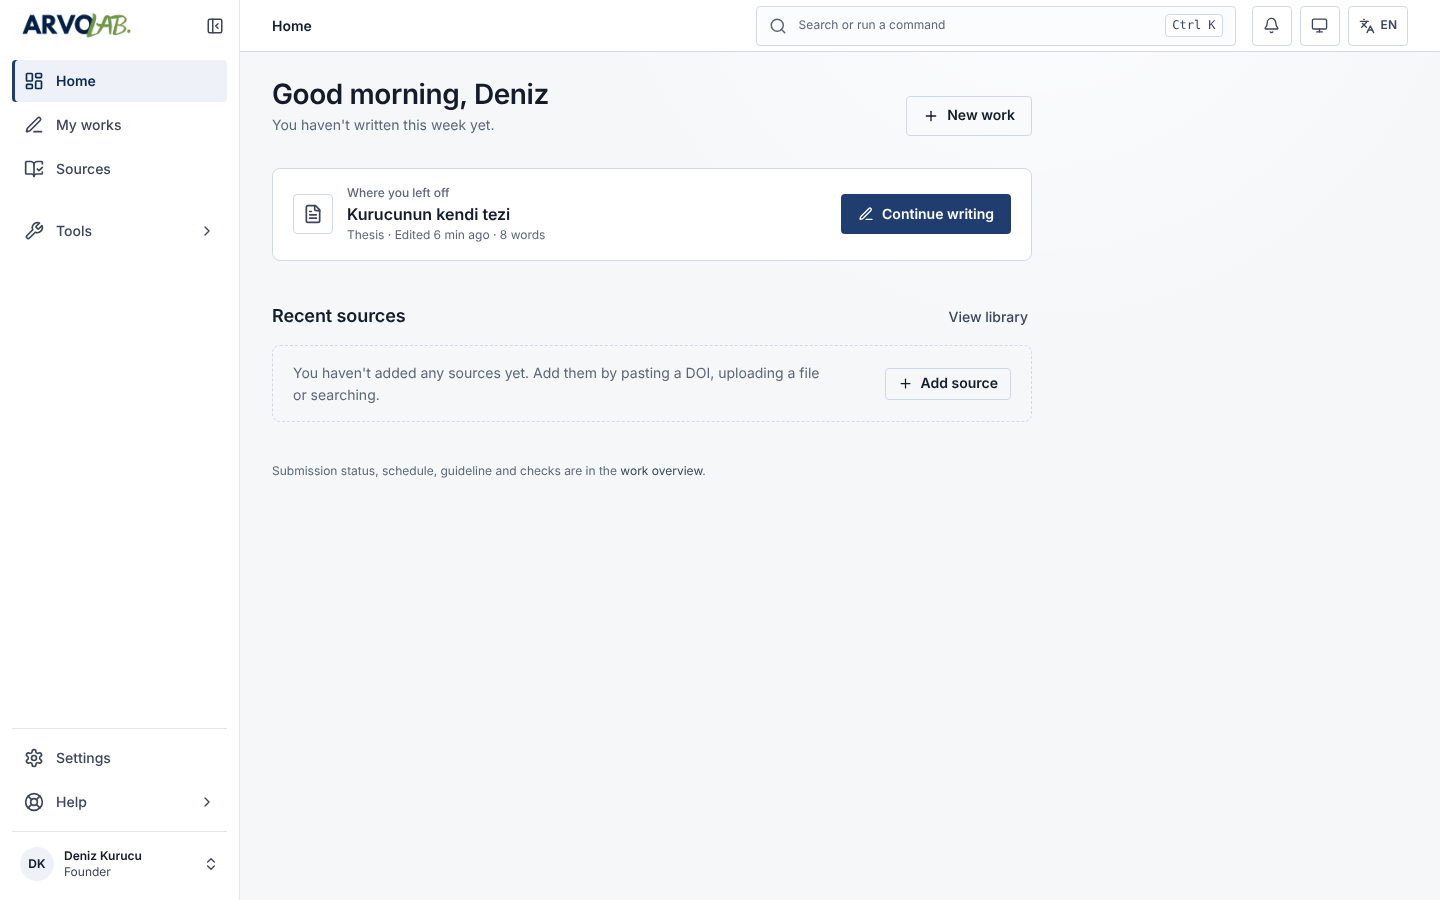 ARVOLAB.
Home
My works
Sources
Tools
Settings
Help
DK
Deniz Kurucu
Founder
Home
Search or run a command
Ctrl K
EN
Good morning, Deniz
You haven't written this week yet.
New work
Where you left off
Kurucunun kendi tezi
Thesis · Edited 6 min ago · 8 words
Continue writing
Recent sources
View library
You haven't added any sources yet. Add them by pasting a DOI, uploading a file
or searching.
Add source
Submission status, schedule, guideline and checks are in the work overview.